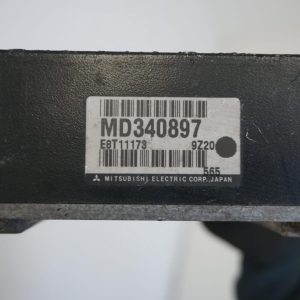 MD340897
E8T11173 9Z20
565
MITSUBISHI ELECTRIC CORP., JAPAN